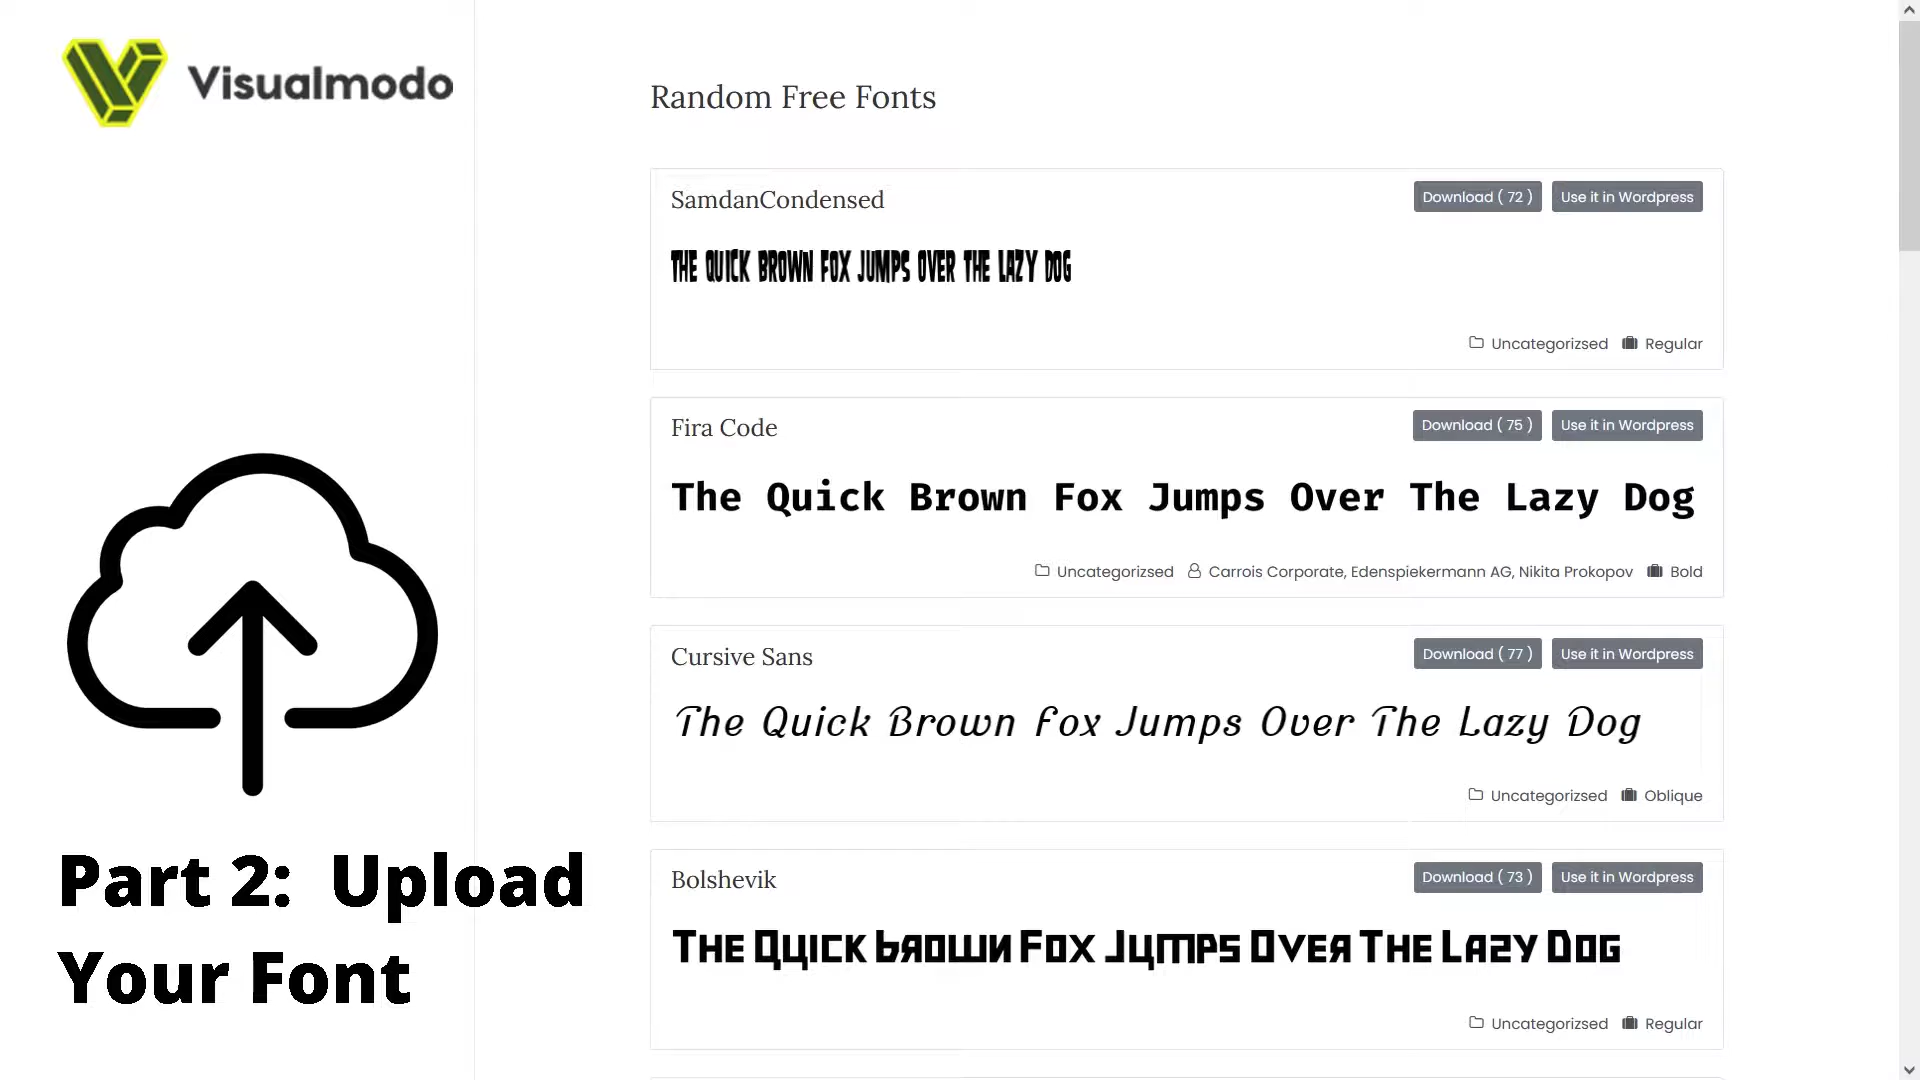 Visualmodo
Random Free Fonts
SamdanCondensed
Download ( 72 )
Use it in Wordpress
THE QUICK BROWN FOX JUMPS OVER THE LAZY DOG
Uncategorizsed
Regular
Fira Code
Download ( 75 )
Use it in Wordpress
The Quick Brown Fox Jumps Over The Lazy Dog
Uncategorizsed
Carrois Corporate, Edenspiekermann AG, Nikita Prokopov
Bold
Cursive Sans
Download ( 77 )
Use it in Wordpress
The Quick Brown Fox Jumps Over The Lazy Dog
Uncategorizsed
Oblique
Part 2: Upload
Your Font
Bolshevik
Download ( 73 )
Use it in Wordpress
The Quick Brown Fox Jumps Over The Lazy Dog
Uncategorizsed
Regular